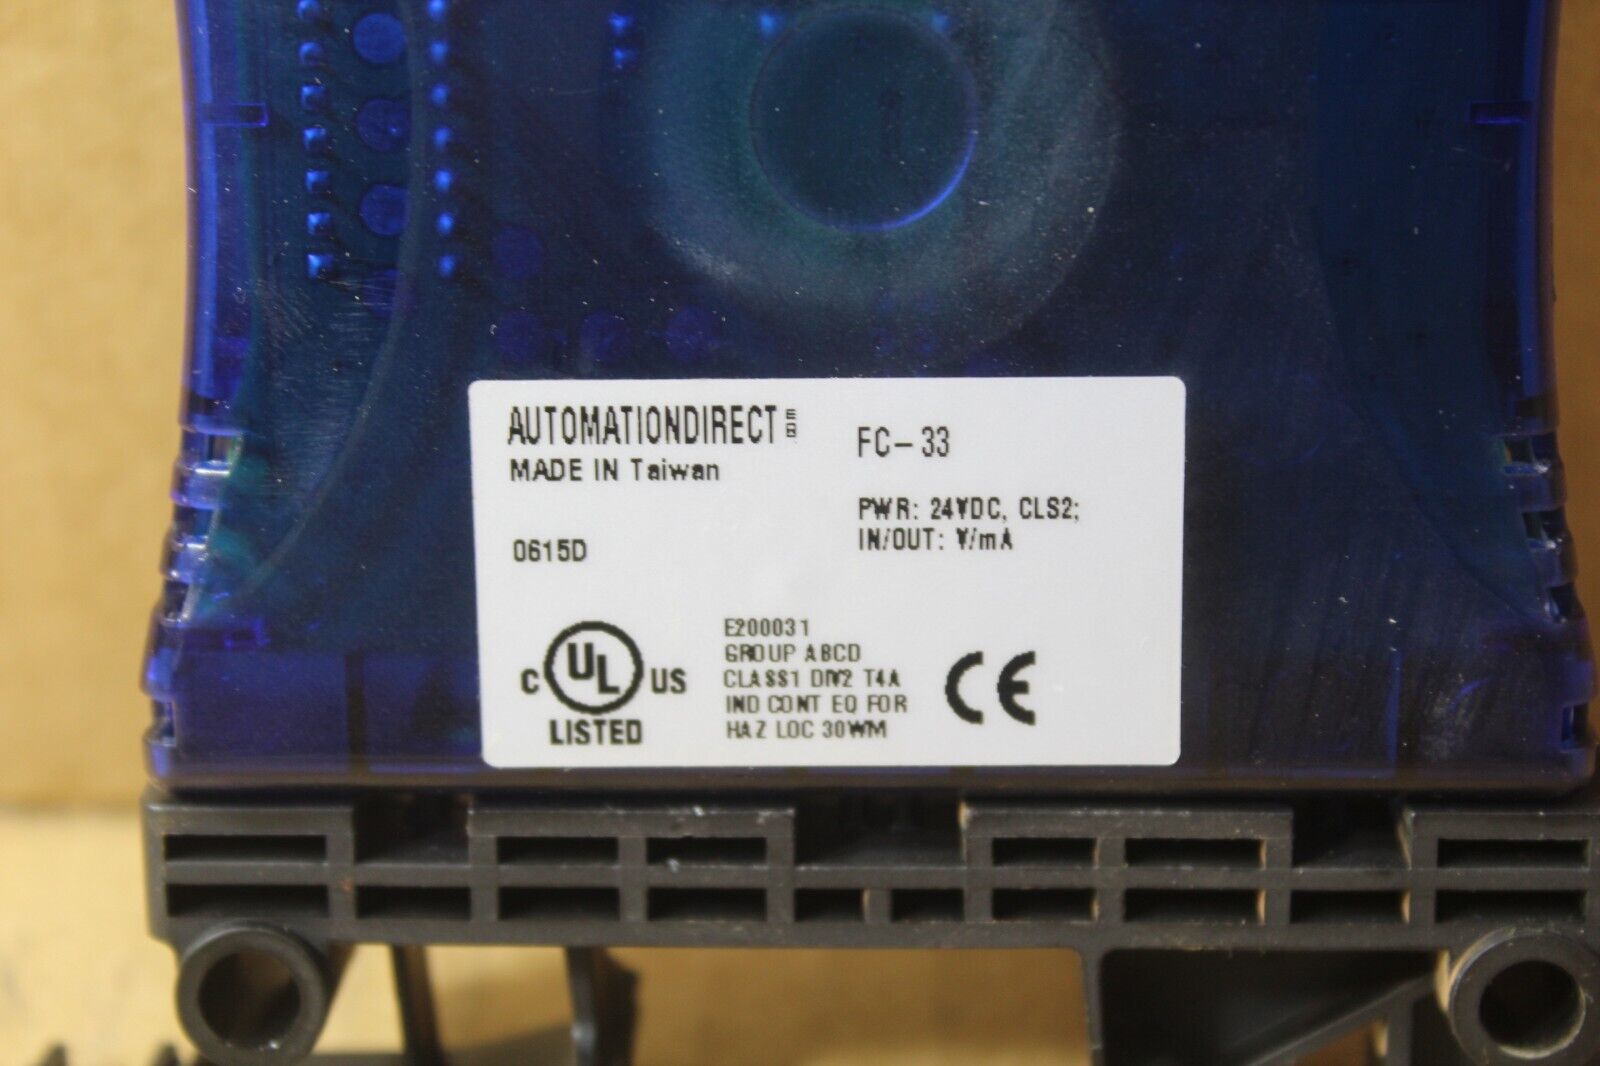 AUTOMATIONDIRECT
MADE IN Taiwan
0615D
FC-33
PWR: 24VDC, CLS2;
IN/OUT: V/mA
C UL US
LISTED
E200031
GROUP ABCD
CLASS1 DIV2 T4A
IND CONT EQ FOR
HAZ LOC 30WM
CE